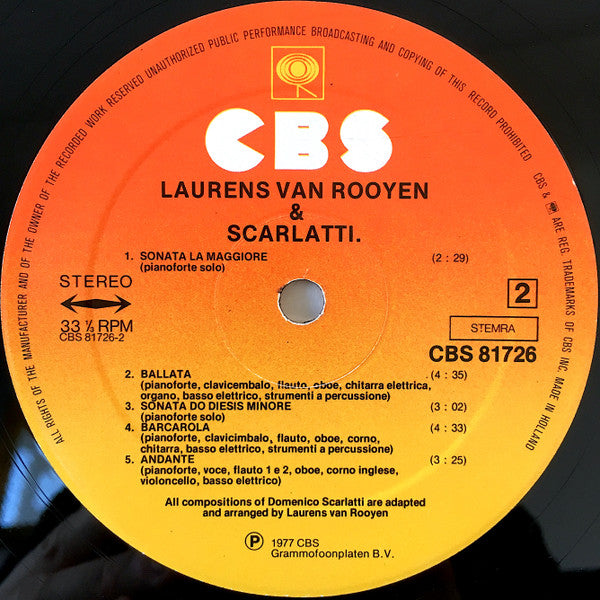 ALL RIGHTS OF THE MANUFACTURER AND OF THE OWNER OF THE RECORDED WORK RESERVED UNAUTHORIZED PUBLIC PERFORMANCE BROADCASTING AND COPYING OF THIS RECORD PROHIBITED
CBS & ARE REG. TRADEMARKS OF CBS INC. MADE IN HOLLAND
CBS
LAURENS VAN ROOYEN
&
SCARLATTI.
1. SONATA LA MAGGIORE (2 : 29)
(pianoforte solo)
STEREO
2
33 ⅓ RPM
STEMRA
CBS 81726-2
CBS 81726
2. BALLATA (4 : 35)
(pianoforte, clavicembalo, flauto, oboe, chitarra elettrica,
organo, basso elettrico, strumenti a percussione)
3. SONATA DO DIESIS MINORE (3 : 02)
(pianoforte solo)
4. BARCAROLA (4 : 33)
(pianoforte, clavicimbalo, flauto, oboe, corno,
chitarra, basso elettrico, strumenti a percussione)
5. ANDANTE (3 : 25)
(pianoforte, voce, flauto 1 e 2, oboe, corno inglese,
violoncello, basso elettrico)
All compositions of Domenico Scarlatti are adapted
and arranged by Laurens van Rooyen
P 1977 CBS
Grammofoonplaten B.V.